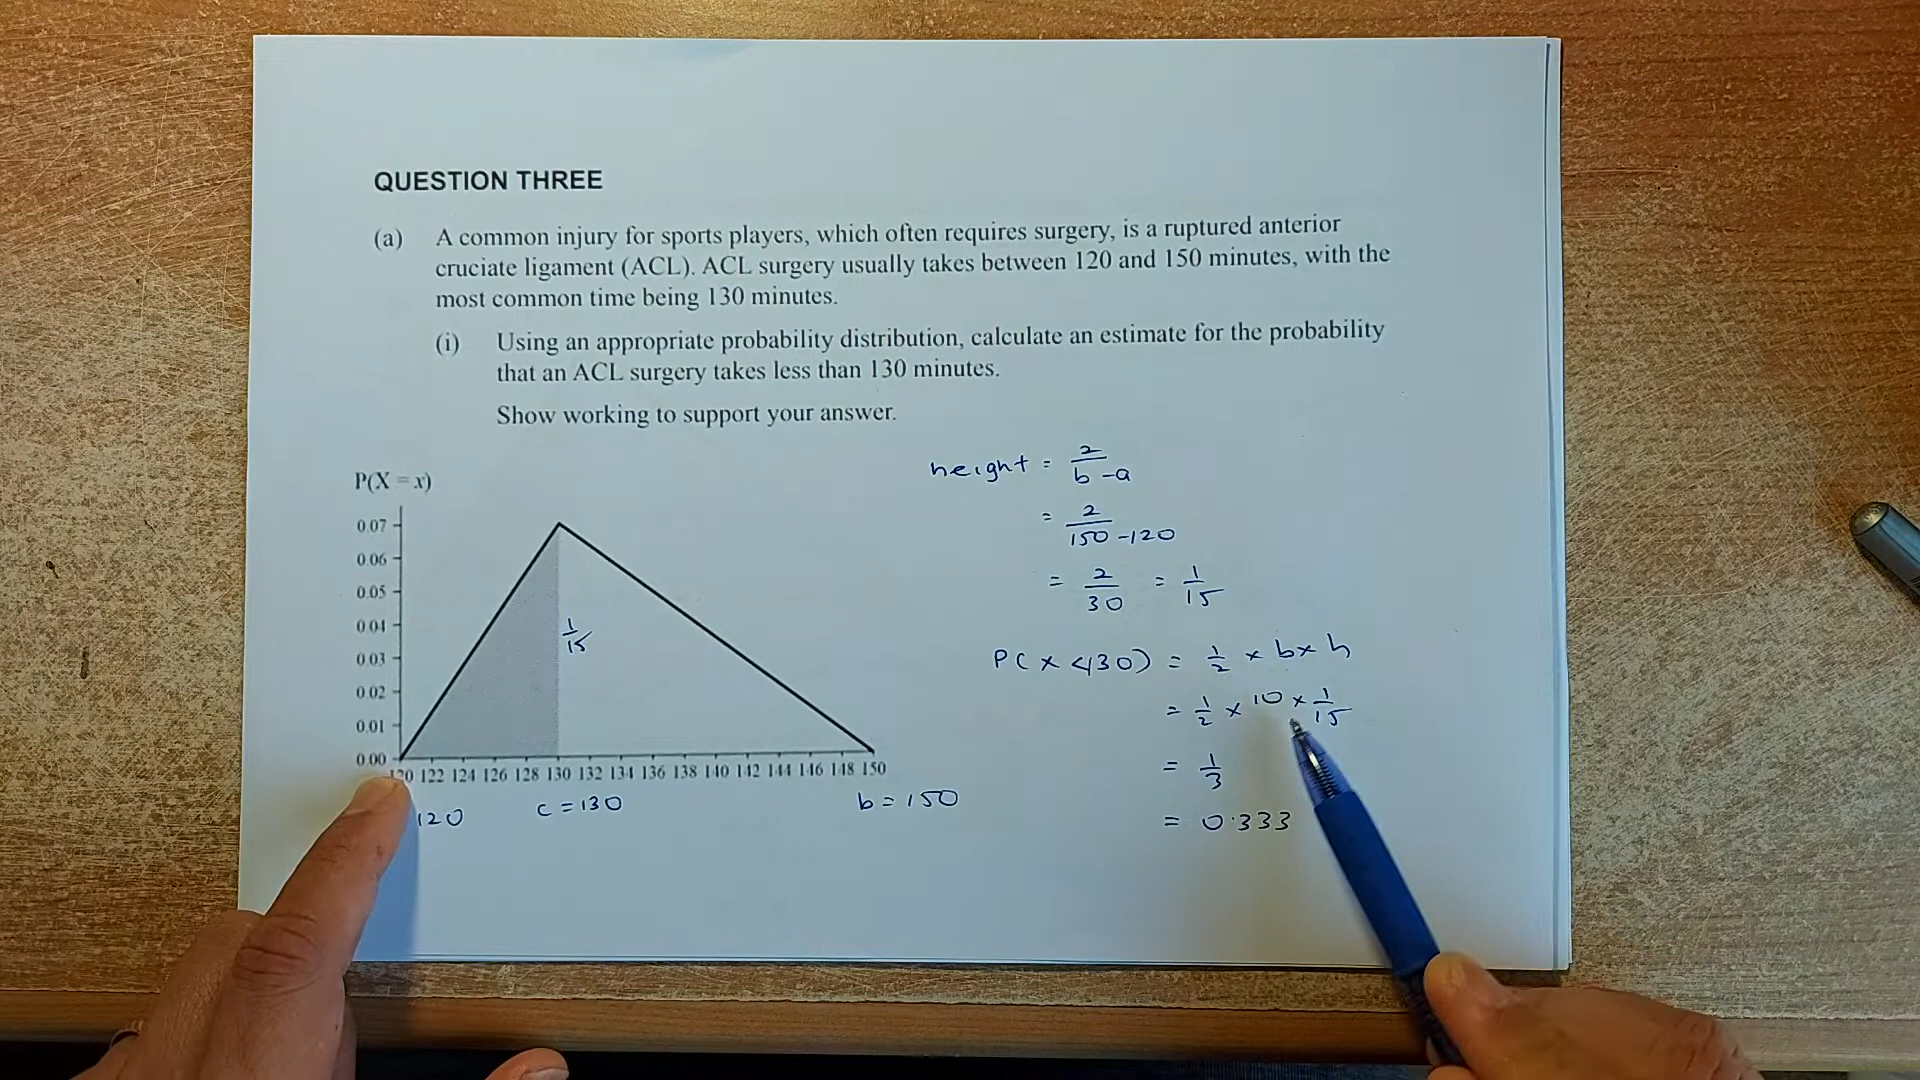 QUESTION THREE
(a) A common injury for sports players, which often requires surgery, is a ruptured anterior
cruciate ligament (ACL). ACL surgery usually takes between 120 and 150 minutes, with the
most common time being 130 minutes.
(i) Using an appropriate probability distribution, calculate an estimate for the probability
that an ACL surgery takes less than 130 minutes.
Show working to support your answer.
P(X = x)
0.07
0.06
0.05
0.04
0.03
0.02
0.01
0.00
120 122 124 126 128 130 132 134 136 138 140 142 144 146 148 150
1/15
120
c = 130
b = 150
height = 2/b-a
= 2/150-120
= 2/30 = 1/15
P(X<130) = 1/2 × b × h
= 1/2 × 10 × 1/15
= 1/3
= 0.333